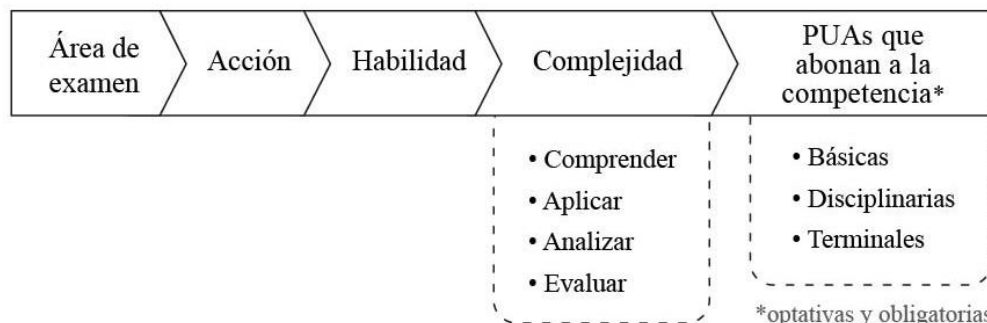 Área de
examen
Acción
Habilidad
Complejidad
PUAs que
abonan a la
competencia*
• Comprender
• Aplicar
• Analizar
• Evaluar
• Básicas
• Disciplinarias
• Terminales
*optativas y obligatorias